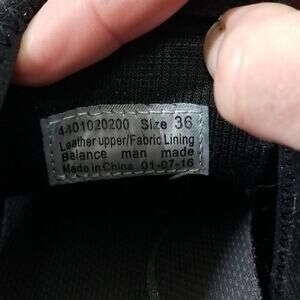 4401020200 Size 36
Leather upper/Fabric Lining
Balance man made
Made in China 01-07-16